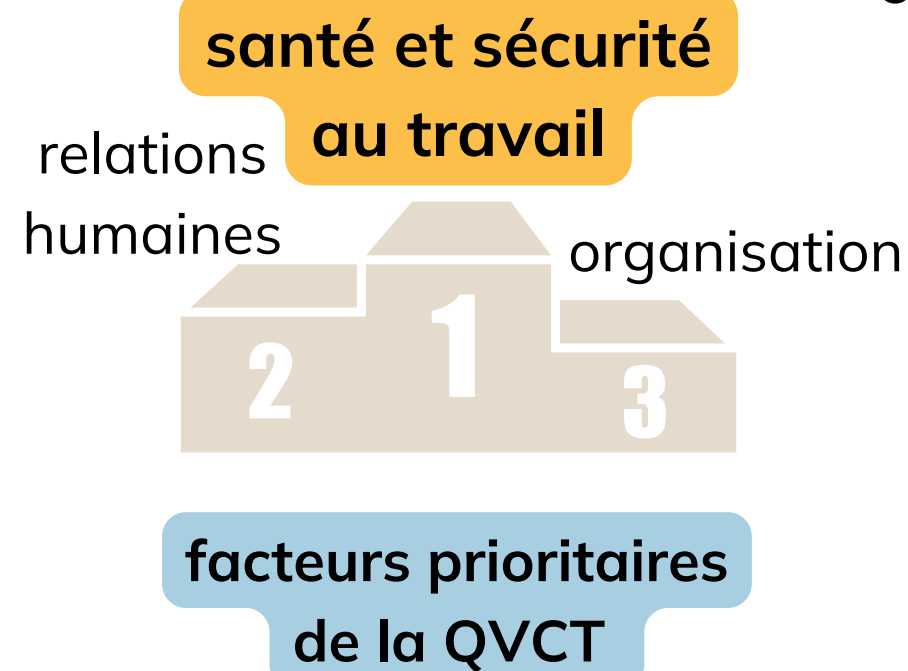 santé et sécurité
au travail
relations
humaines
organisation
1
2
3
facteurs prioritaires
de la QVCT